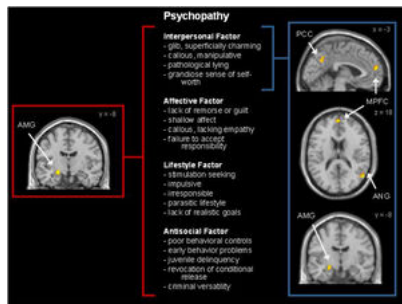 Psychopathy
Interpersonal Factor
- glib, superficially charming
- callous, manipulative
- pathological lying
- grandiose sense of self-
worth
Affective Factor
- lack of remorse or guilt
- shallow affect
- callous, lacking empathy
- failure to accept
responsibility
Lifestyle Factor
- stimulation seeking
- impulsive
- irresponsible
- parasitic lifestyle
- lack of realistic goals
Antisocial Factor
- poor behavioral controls
- early behavior problems
- juvenile delinquency
- revocation of conditional
release
- criminal versatility
AMG
y = -8
PCC
x = -3
MPFC
z = 18
ANG
AMG
y = -8